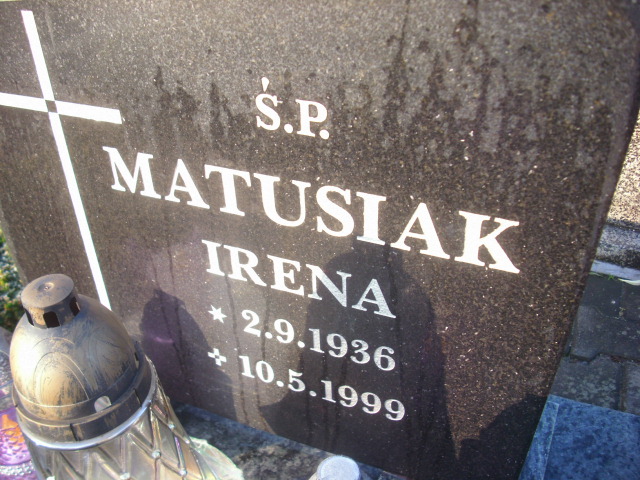 Ś.P.
MATUSIAK
IRENA
* 2.9.1936
✢ 10.5.1999